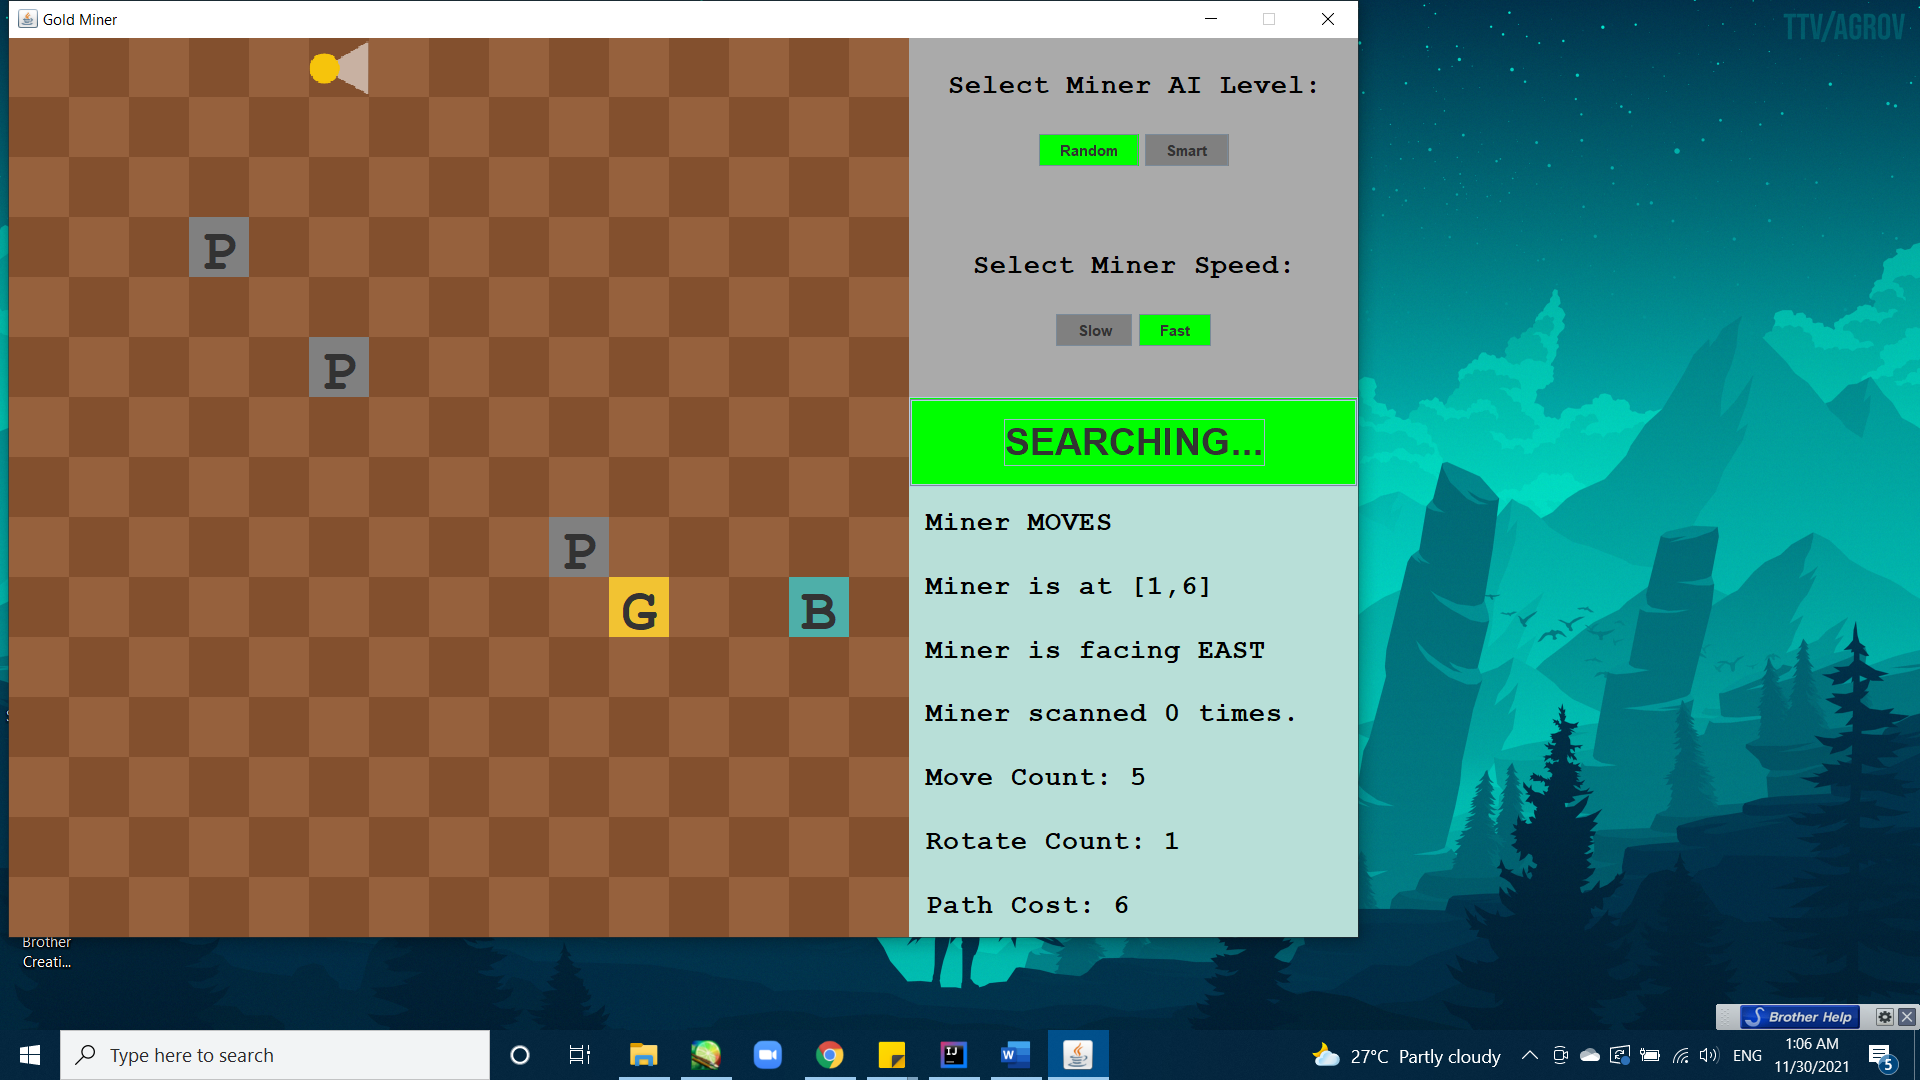 Gold Miner
TTV/AGROV
Select Miner AI Level:
Random Smart
P
Select Miner Speed:
Slow Fast
P
SEARCHING...
Miner MOVES
P
Miner is at [1,6]
G B
Miner is facing EAST
Miner scanned 0 times.
Move Count: 5
Rotate Count: 1
Path Cost: 6
Brother
Creati...
Brother Help
Type here to search
IJ
W
27°C Partly cloudy
ENG
1:06 AM
11/30/2021
5